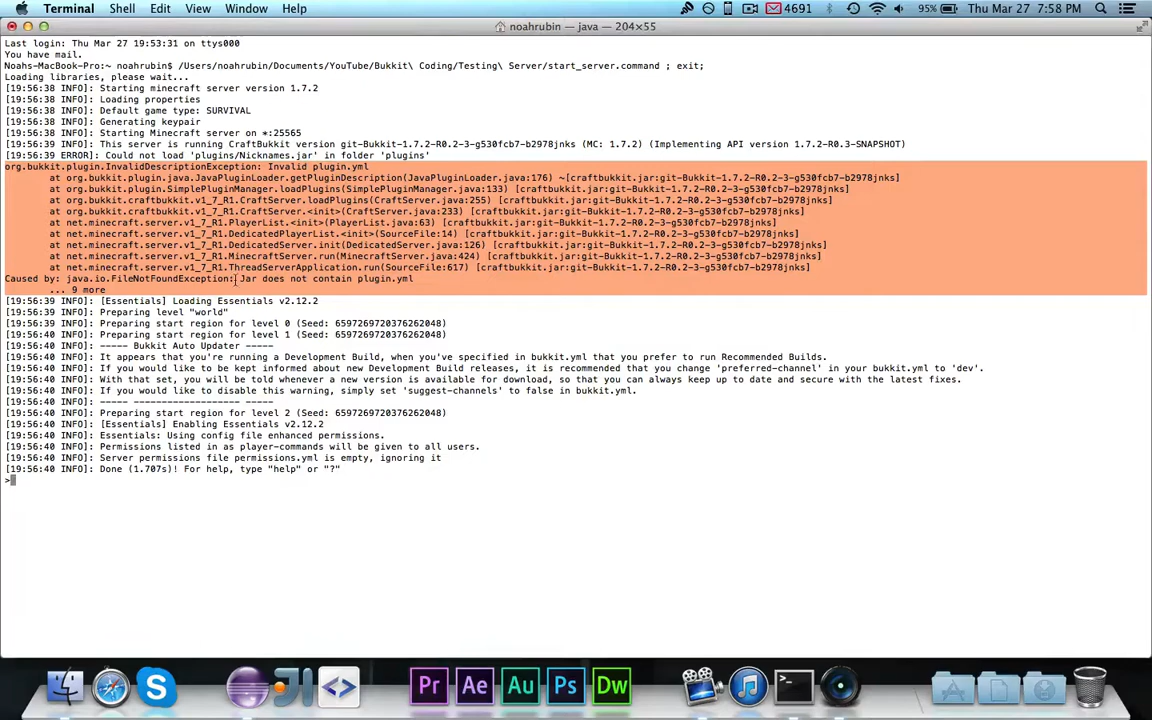 Terminal Shell Edit View Window Help 4691 95% Thu Mar 27 7:58 PM
noahrubin — java — 204×55
Last login: Thu Mar 27 19:53:31 on ttys000
You have mail.
Noahs-MacBook-Pro:~ noahrubin$ /Users/noahrubin/Documents/YouTube/Bukkit\ Coding/Testing\ Server/start_server.command ; exit;
Loading libraries, please wait...
[19:56:38 INFO]: Starting minecraft server version 1.7.2
[19:56:38 INFO]: Loading properties
[19:56:38 INFO]: Default game type: SURVIVAL
[19:56:38 INFO]: Generating keypair
[19:56:38 INFO]: Starting Minecraft server on *:25565
[19:56:39 INFO]: This server is running CraftBukkit version git-Bukkit-1.7.2-R0.2-3-g530fcb7-b2978jnks (MC: 1.7.2) (Implementing API version 1.7.2-R0.3-SNAPSHOT)
[19:56:39 ERROR]: Could not load 'plugins/Nicknames.jar' in folder 'plugins'
org.bukkit.plugin.InvalidDescriptionException: Invalid plugin.yml
at org.bukkit.plugin.java.JavaPluginLoader.getPluginDescription(JavaPluginLoader.java:176) ~[craftbukkit.jar:git-Bukkit-1.7.2-R0.2-3-g530fcb7-b2978jnks]
at org.bukkit.plugin.SimplePluginManager.loadPlugins(SimplePluginManager.java:133) [craftbukkit.jar:git-Bukkit-1.7.2-R0.2-3-g530fcb7-b2978jnks]
at org.bukkit.craftbukkit.v1_7_R1.CraftServer.loadPlugins(CraftServer.java:255) [craftbukkit.jar:git-Bukkit-1.7.2-R0.2-3-g530fcb7-b2978jnks]
at org.bukkit.craftbukkit.v1_7_R1.CraftServer.<init>(CraftServer.java:233) [craftbukkit.jar:git-Bukkit-1.7.2-R0.2-3-g530fcb7-b2978jnks]
at net.minecraft.server.v1_7_R1.PlayerList.<init>(PlayerList.java:63) [craftbukkit.jar:git-Bukkit-1.7.2-R0.2-3-g530fcb7-b2978jnks]
at net.minecraft.server.v1_7_R1.DedicatedPlayerList.<init>(SourceFile:14) [craftbukkit.jar:git-Bukkit-1.7.2-R0.2-3-g530fcb7-b2978jnks]
at net.minecraft.server.v1_7_R1.DedicatedServer.init(DedicatedServer.java:126) [craftbukkit.jar:git-Bukkit-1.7.2-R0.2-3-g530fcb7-b2978jnks]
at net.minecraft.server.v1_7_R1.MinecraftServer.run(MinecraftServer.java:424) [craftbukkit.jar:git-Bukkit-1.7.2-R0.2-3-g530fcb7-b2978jnks]
at net.minecraft.server.v1_7_R1.ThreadServerApplication.run(SourceFile:617) [craftbukkit.jar:git-Bukkit-1.7.2-R0.2-3-g530fcb7-b2978jnks]
Caused by: java.io.FileNotFoundException: Jar does not contain plugin.yml
... 9 more
[19:56:39 INFO]: [Essentials] Loading Essentials v2.12.2
[19:56:39 INFO]: Preparing level "world"
[19:56:39 INFO]: Preparing start region for level 0 (Seed: 6597269720376262048)
[19:56:40 INFO]: Preparing start region for level 1 (Seed: 6597269720376262048)
[19:56:40 INFO]: ----- Bukkit Auto Updater -----
[19:56:40 INFO]: It appears that you're running a Development Build, when you've specified in bukkit.yml that you prefer to run Recommended Builds.
[19:56:40 INFO]: If you would like to be kept informed about new Development Build releases, it is recommended that you change 'preferred-channel' in your bukkit.yml to 'dev'.
[19:56:40 INFO]: With that set, you will be told whenever a new version is available for download, so that you can always keep up to date and secure with the latest fixes.
[19:56:40 INFO]: If you would like to disable this warning, simply set 'suggest-channels' to false in bukkit.yml.
[19:56:40 INFO]: ----- ------------------- -----
[19:56:40 INFO]: Preparing start region for level 2 (Seed: 6597269720376262048)
[19:56:40 INFO]: [Essentials] Enabling Essentials v2.12.2
[19:56:40 INFO]: Essentials: Using config file enhanced permissions.
[19:56:40 INFO]: Permissions listed in as player-commands will be given to all users.
[19:56:40 INFO]: Server permissions file permissions.yml is empty, ignoring it
[19:56:40 INFO]: Done (1.707s)! For help, type "help" or "?"
>
Pr Ae Au Ps Dw